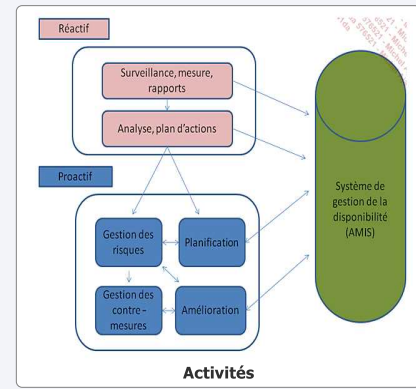 Réactif
Surveillance, mesure,
rapports
Analyse, plan d'actions
Proactif
Gestion des
risques
Planification
Gestion des
contre -
mesures
Amélioration
Système de
gestion de la
disponibilité
(AMIS)
Activités